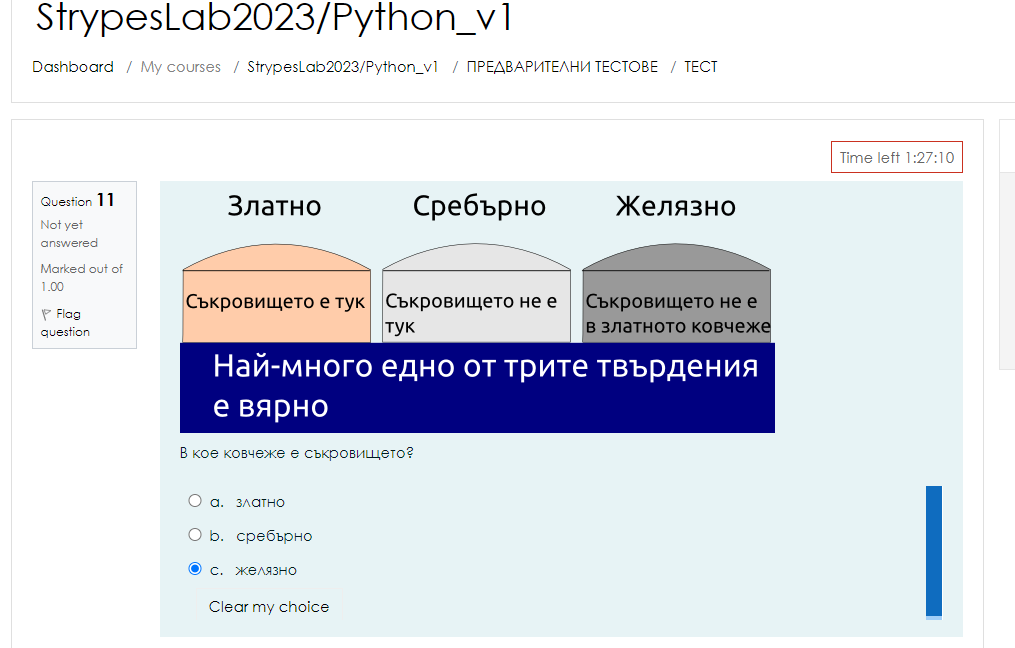 StrypesLab2023/Python_v1
Dashboard / My courses / StrypesLab2023/Python_v1 / ПРЕДВАРИТЕЛНИ ТЕСТОВЕ / ТЕСТ
Time left 1:27:10
Question 11
Not yet
answered
Marked out of
1.00
Flag
question
Златно Сребърно Желязно
Съкровището е тук
Съкровището не е
тук
Съкровището не е
в златното ковчеже
Най-много едно от трите твърдения
е вярно
В кое ковчеже е съкровището?
a. златно
b. сребърно
c. желязно
Clear my choice